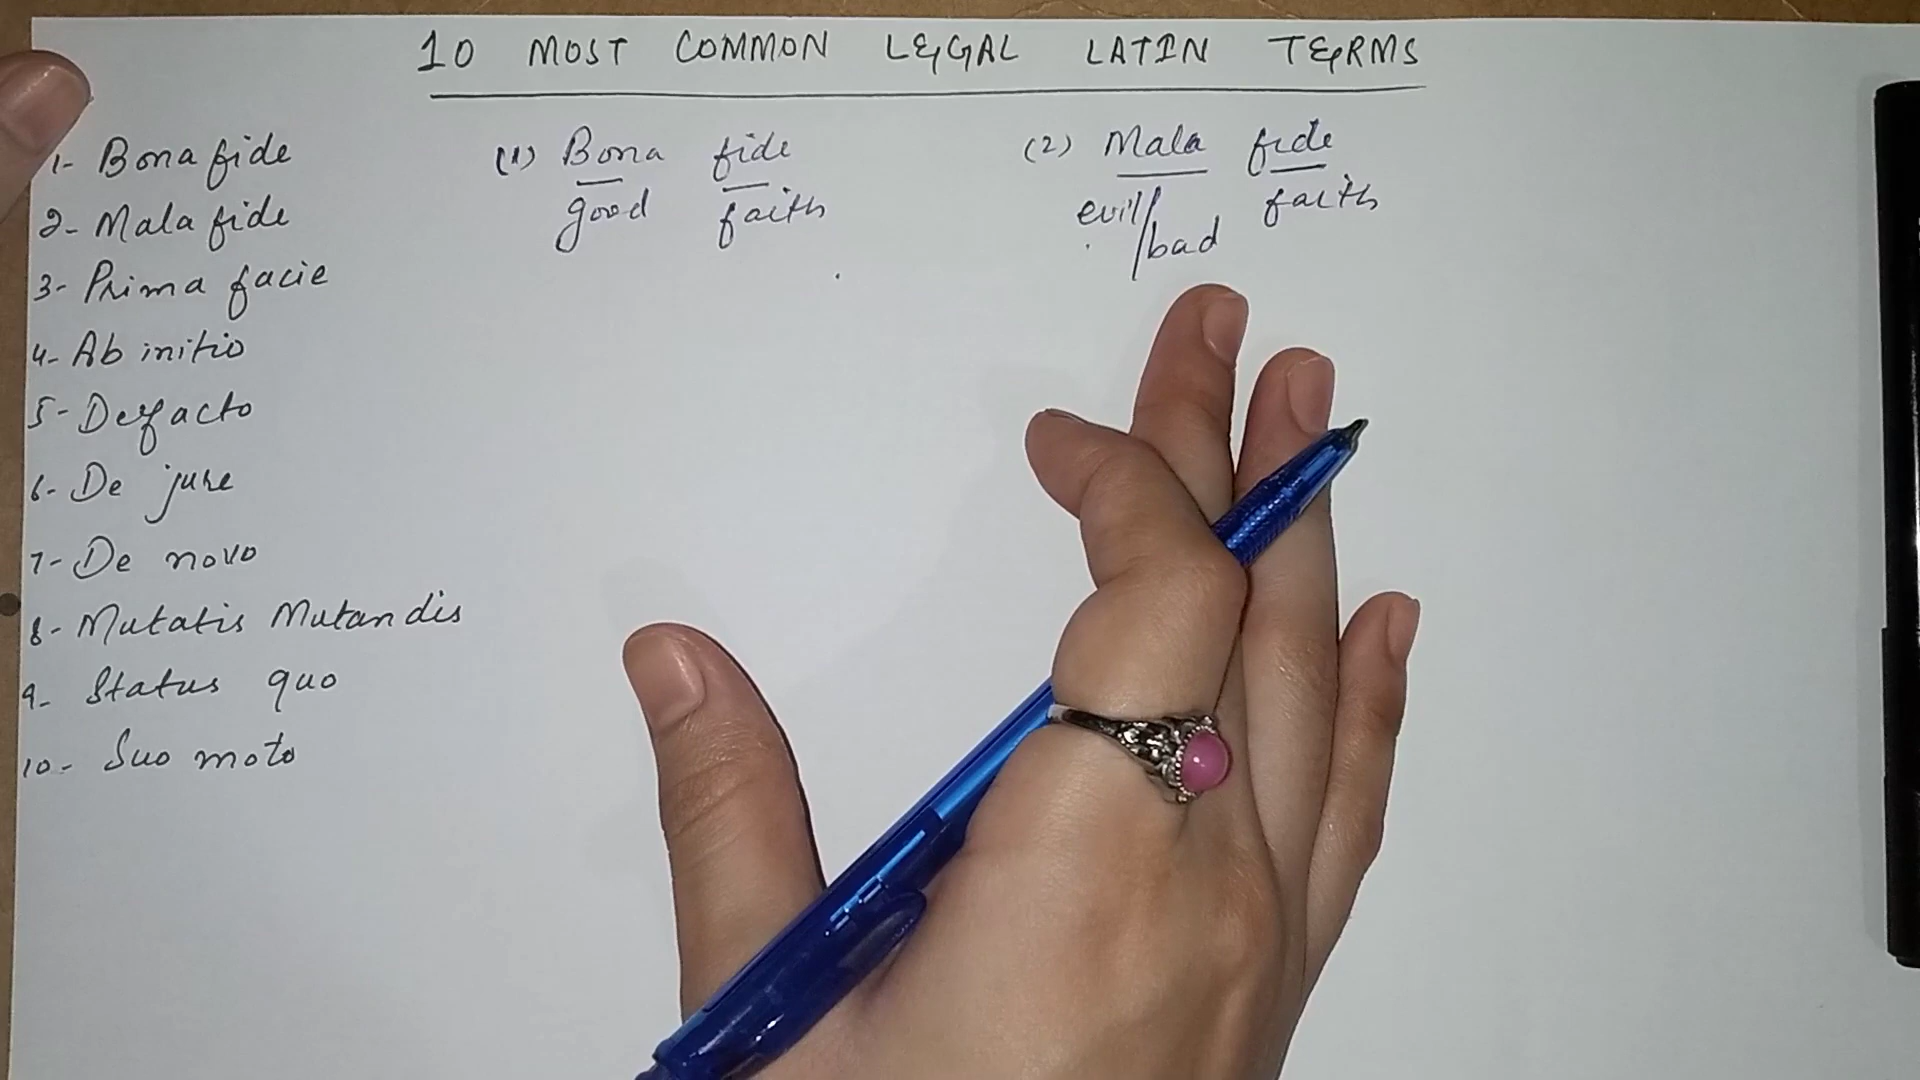 10 MOST COMMON LEGAL LATIN TERMS
1- Bonafide
2- Mala fide
3- Prima facie
4- Ab initio
5- Defacto
6- De jure
7- De novo
8- Mutatis Mutandis
9- Status quo
10- Suo moto
(1) Bona fide
good faith
(2) Mala fide
evil/ faith
/bad